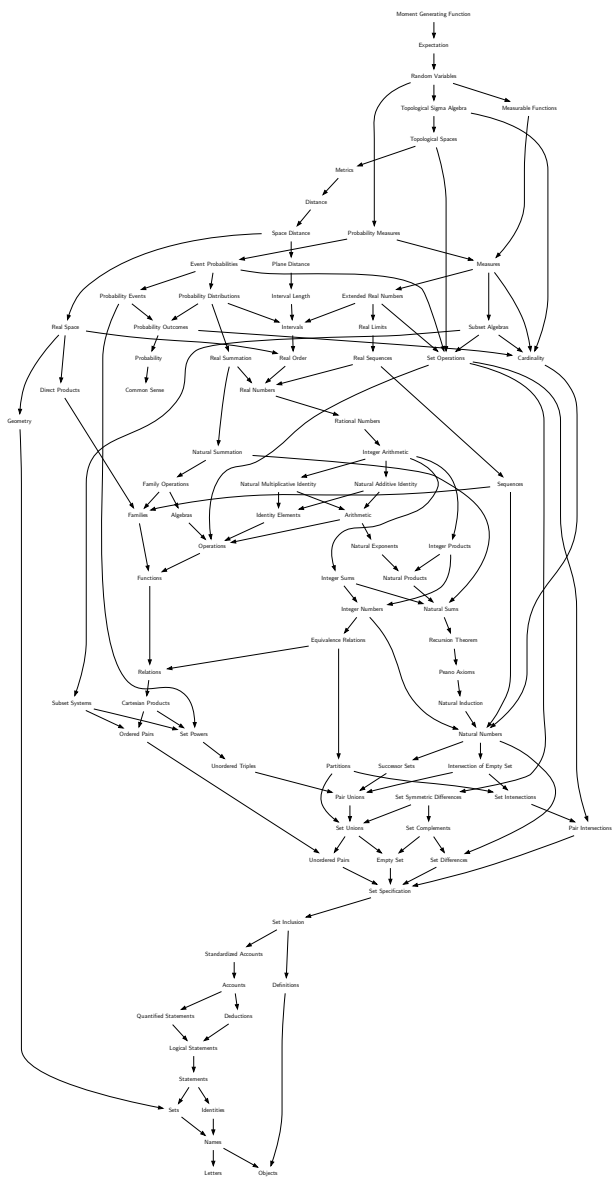 Moment Generating Function
Expectation
Random Variables
Topological Sigma Algebra
Measurable Functions
Topological Spaces
Metrics
Distance
Space Distance
Probability Measures
Event Probabilities
Plane Distance
Measures
Probability Events
Probability Distributions
Interval Length
Extended Real Numbers
Real Space
Probability Outcomes
Intervals
Real Limits
Subset Algebras
Probability
Real Summation
Real Order
Real Sequences
Set Operations
Cardinality
Direct Products
Common Sense
Real Numbers
Geometry
Rational Numbers
Natural Summation
Integer Arithmetic
Family Operations
Natural Multiplicative Identity
Natural Additive Identity
Sequences
Families
Algebras
Identity Elements
Arithmetic
Operations
Natural Exponents
Integer Products
Functions
Integer Sums
Natural Products
Integer Numbers
Natural Sums
Equivalence Relations
Recursion Theorem
Relations
Peano Axioms
Subset Systems
Cartesian Products
Natural Induction
Ordered Pairs
Set Powers
Natural Numbers
Unordered Triples
Partitions
Successor Sets
Intersection of Empty Set
Pair Unions
Set Symmetric Differences
Set Intersections
Set Unions
Set Complements
Pair Intersections
Unordered Pairs
Empty Set
Set Differences
Set Specification
Set Inclusion
Standardized Accounts
Accounts
Definitions
Quantified Statements
Deductions
Logical Statements
Statements
Sets
Identities
Names
Letters
Objects